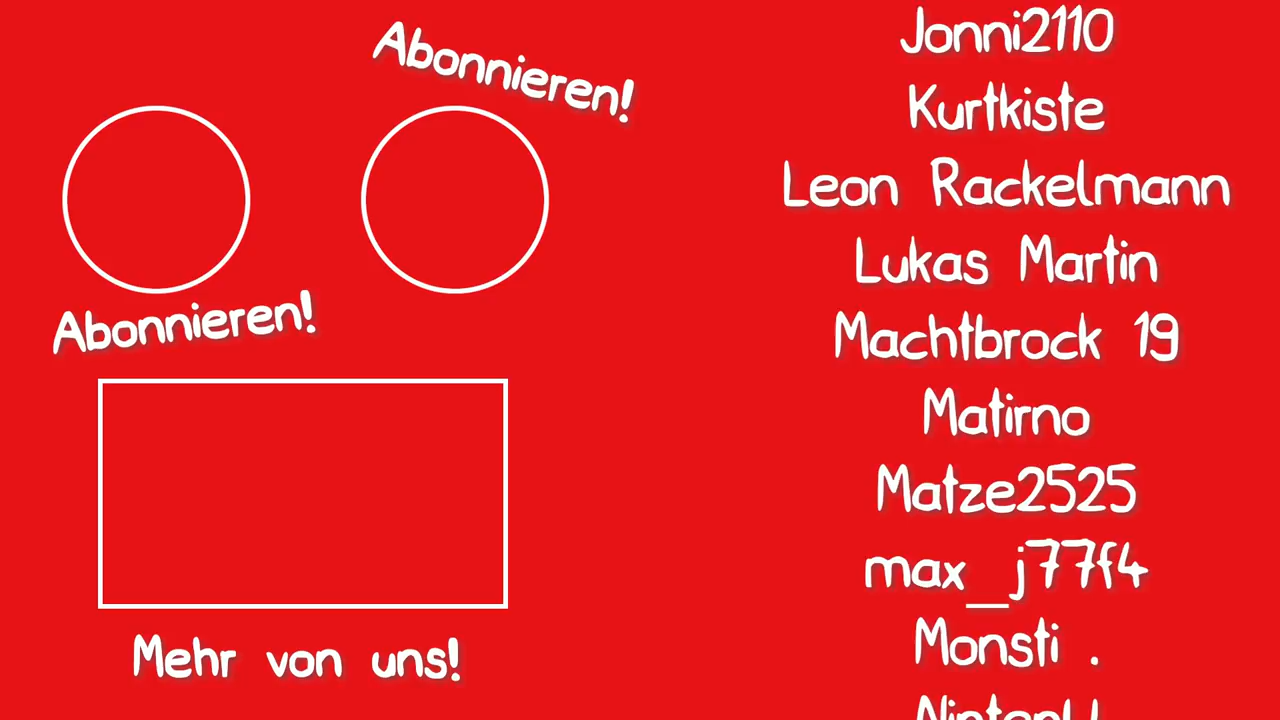 Abonnieren!
Abonnieren!
Mehr von uns!
Jonni2110
Kurtkiste
Leon Rackelmann
Lukas Martin
Machtbrock 19
Matirno
Matze2525
max_j77f4
Monsti .